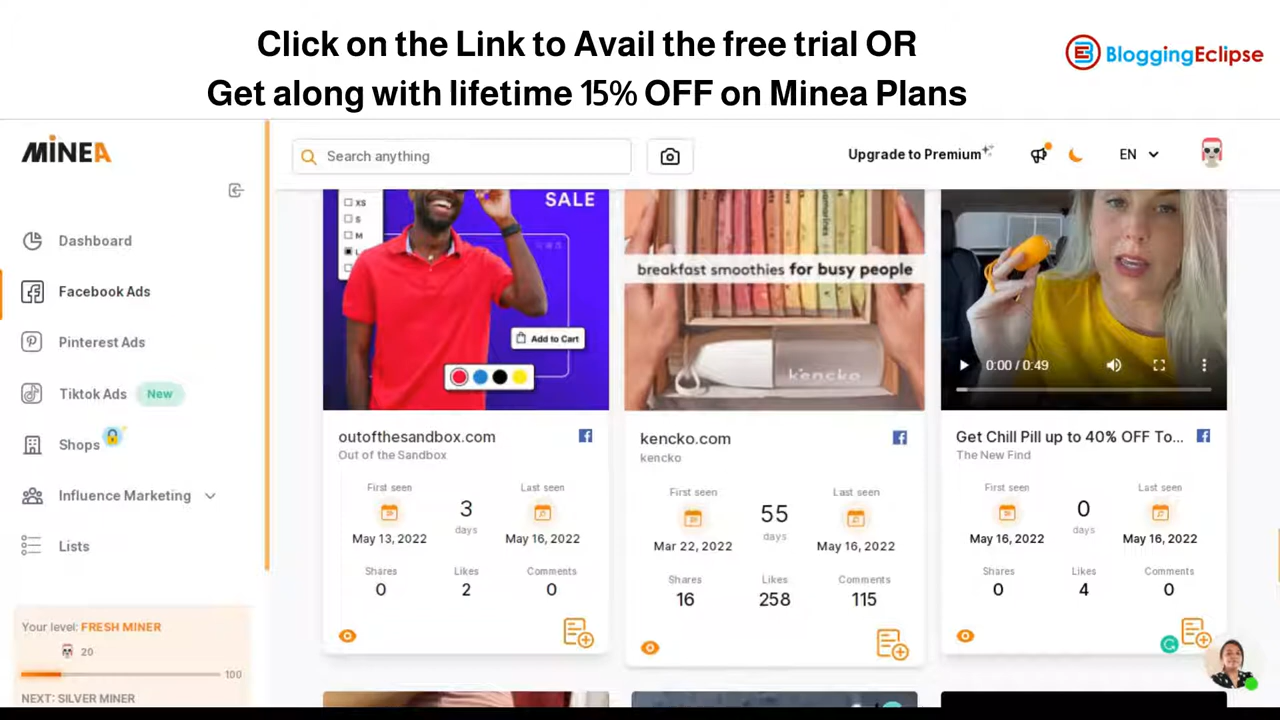 Click on the Link to Avail the free trial OR
Get along with lifetime 15% OFF on Minea Plans
BloggingEclipse
MINEA
Search anything
Upgrade to Premium
EN
Dashboard
Facebook Ads
Pinterest Ads
Tiktok Ads New
Shops
Influence Marketing
Lists
Your level: FRESH MINER
20
100
NEXT: SILVER MINER
XS
S
M
L
SALE
Add to Cart
outofthesandbox.com
Out of the Sandbox
First seen
3
Last seen
days
May 13, 2022
May 16, 2022
Shares
Likes
Comments
0
2
0
breakfast smoothies for busy people
kencko
kencko.com
kencko
First seen
55
Last seen
days
Mar 22, 2022
May 16, 2022
Shares
Likes
Comments
16
258
115
0:00 / 0:49
Get Chill Pill up to 40% OFF To...
The New Find
First seen
0
Last seen
days
May 16, 2022
May 16, 2022
Shares
Likes
Comments
0
4
0